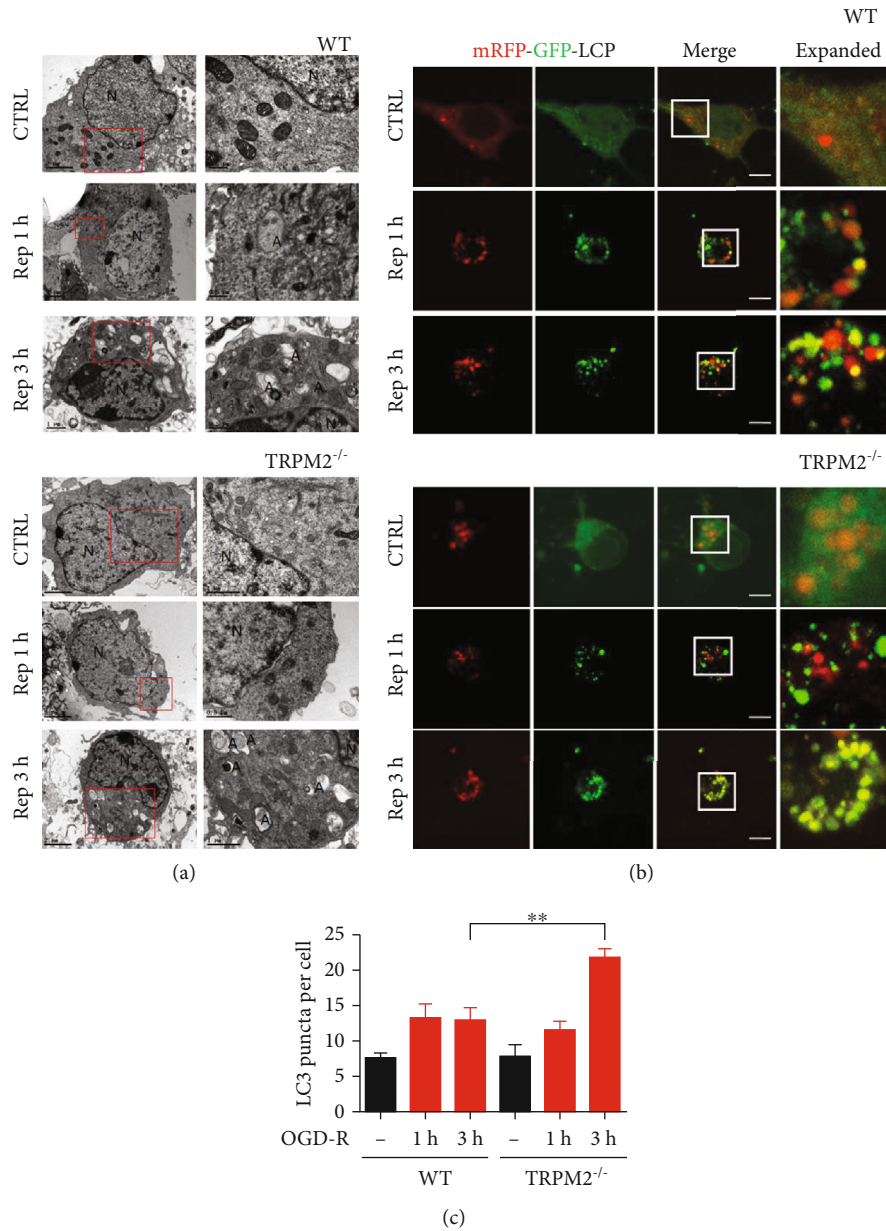 WT
CTRL
N
N
Rep 1 h
N
A
Rep 3 h
N
A
A
A
1 µm
TRPM2-/-
CTRL
N
N
Rep 1 h
N
N
Rep 3 h
N
A
A
A
A
(a)
WT
mRFP-GFP-LCP
Merge
Expanded
CTRL
Rep 1 h
Rep 3 h
TRPM2-/-
CTRL
Rep 1 h
Rep 3 h
(b)
LC3 puncta per cell
25
20
15
10
5
0
**
OGD-R – 1 h 3 h – 1 h 3 h
WT TRPM2-/-
(c)